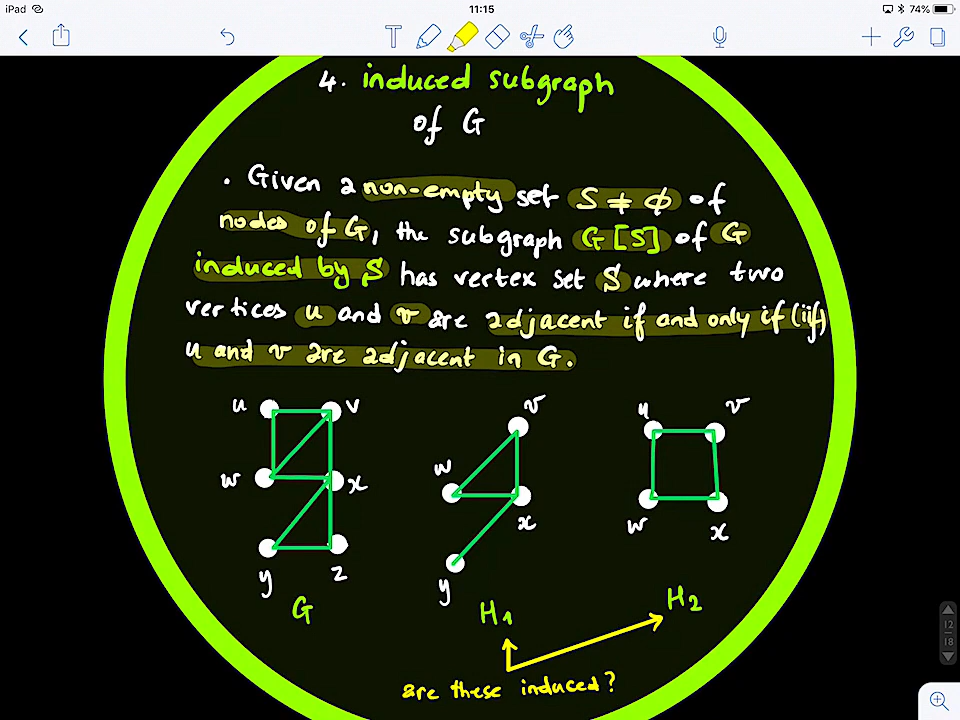 iPad 11:15 74%
T
4. induced subgraph
of G
. Given a non-empty set S ≠ ϕ of
nodes of G, the subgraph G[S] of G
induced by S has vertex set S where two
vertices u and v are adjacent if and only if (iif)
u and v are adjacent in G.
u v
w x
y z
G
v
w
x
y
H1
u v
w x
H2
are these induced?
12
18